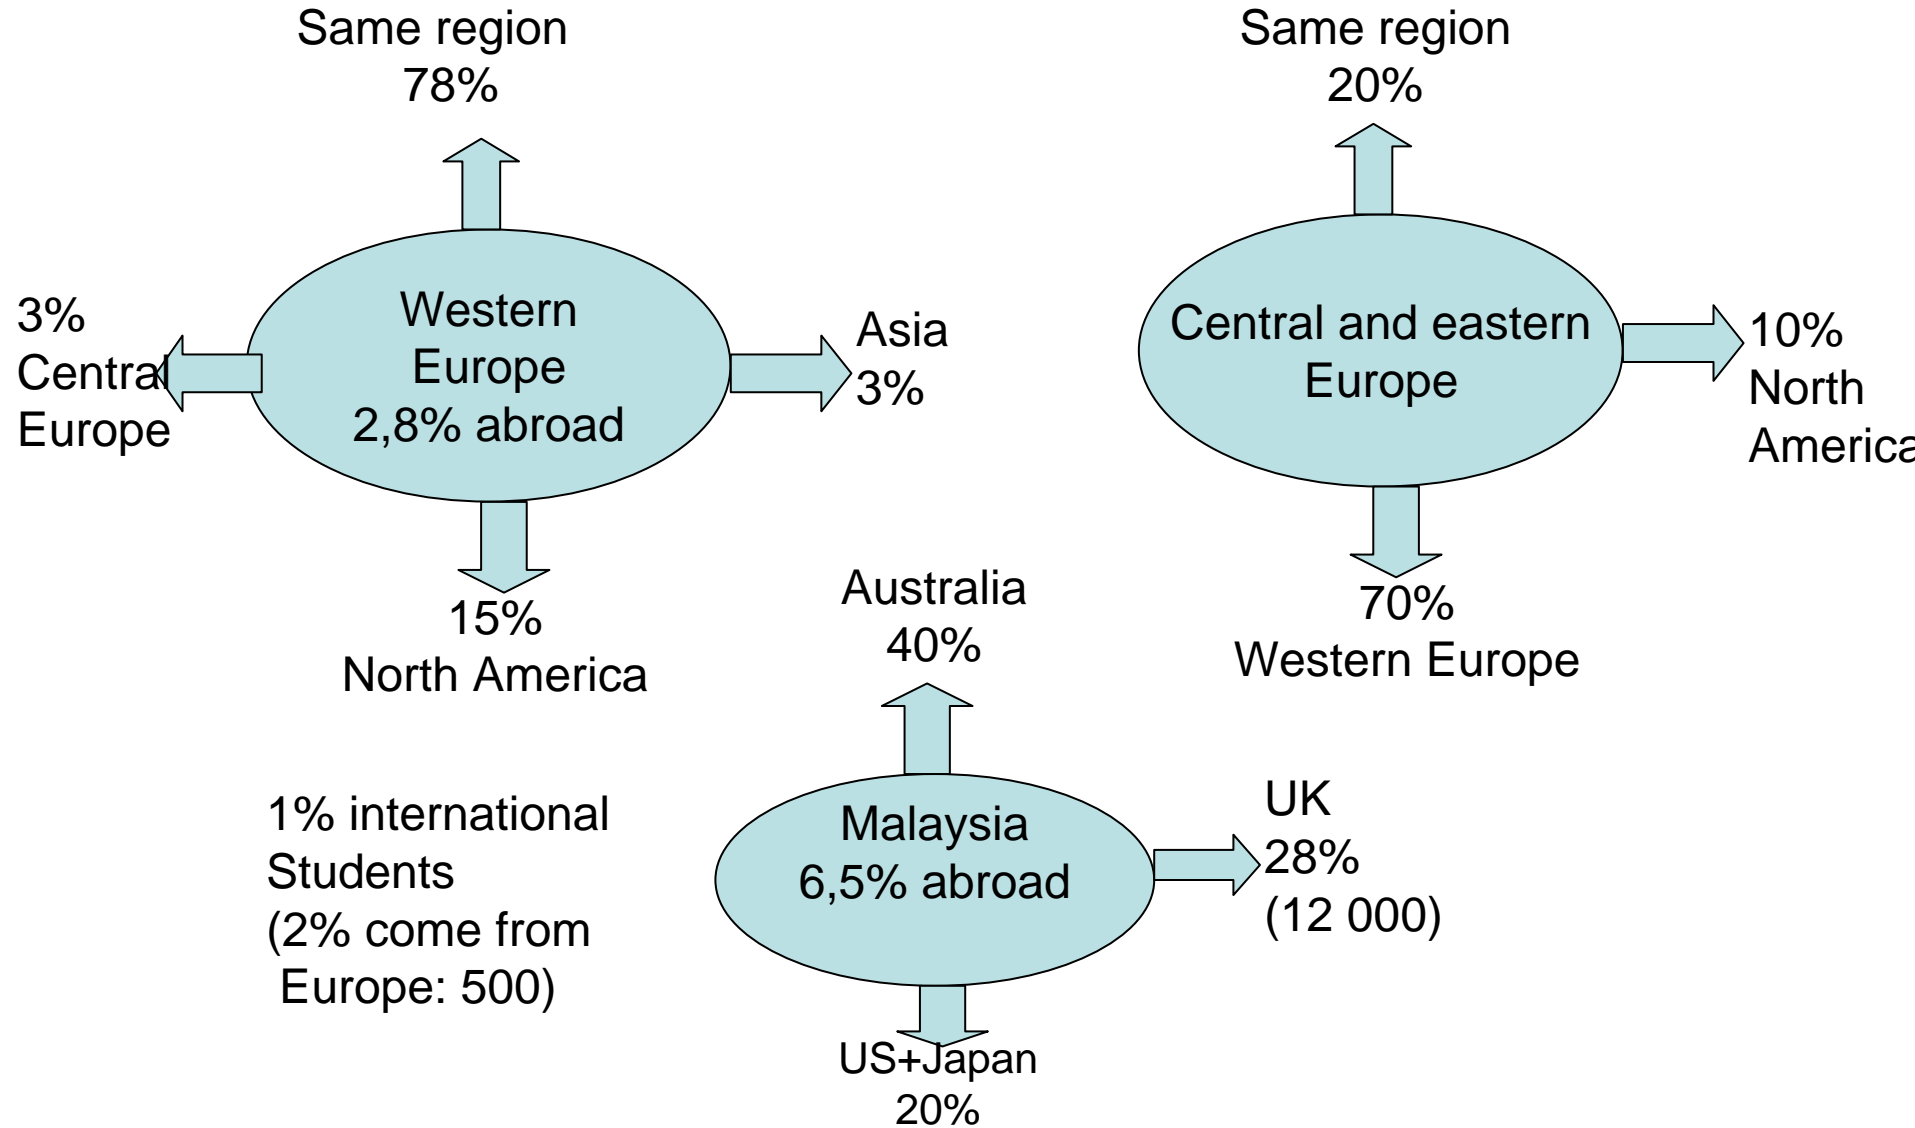 Same region
78%
Same region
20%
3%
Central
Europe
Western
Europe
2,8% abroad
Asia
3%
Central and eastern
Europe
10%
North
America
15%
North America
70%
Western Europe
Australia
40%
1% international
Students
(2% come from
Europe: 500)
Malaysia
6,5% abroad
UK
28%
(12 000)
US+Japan
20%